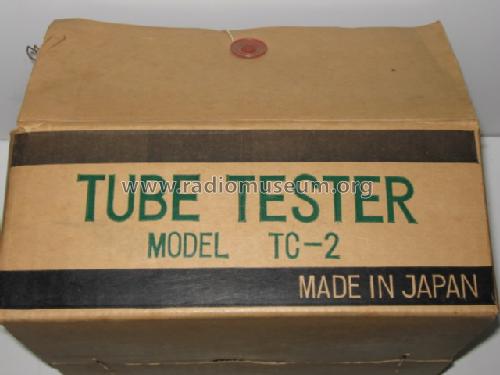 TUBE TESTER
www.radiomuseum.org
MODEL TC-2
MADE IN JAPAN